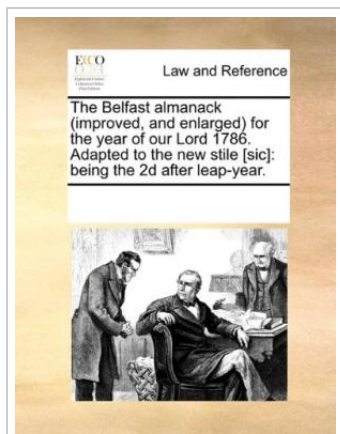 ECCO
Law and Reference
The Belfast almanack
(improved, and enlarged) for
the year of our Lord 1786.
Adapted to the new stile [sic]:
being the 2d after leap-year.